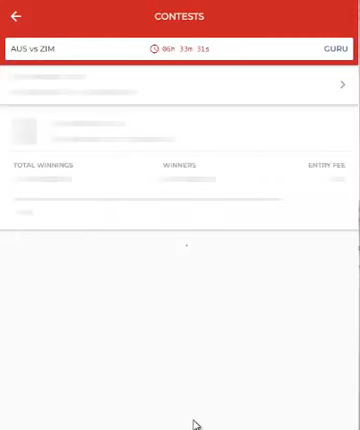 CONTESTS
AUS vs ZIM 06h 33m 31s GURU
TOTAL WINNINGS WINNERS ENTRY FEE